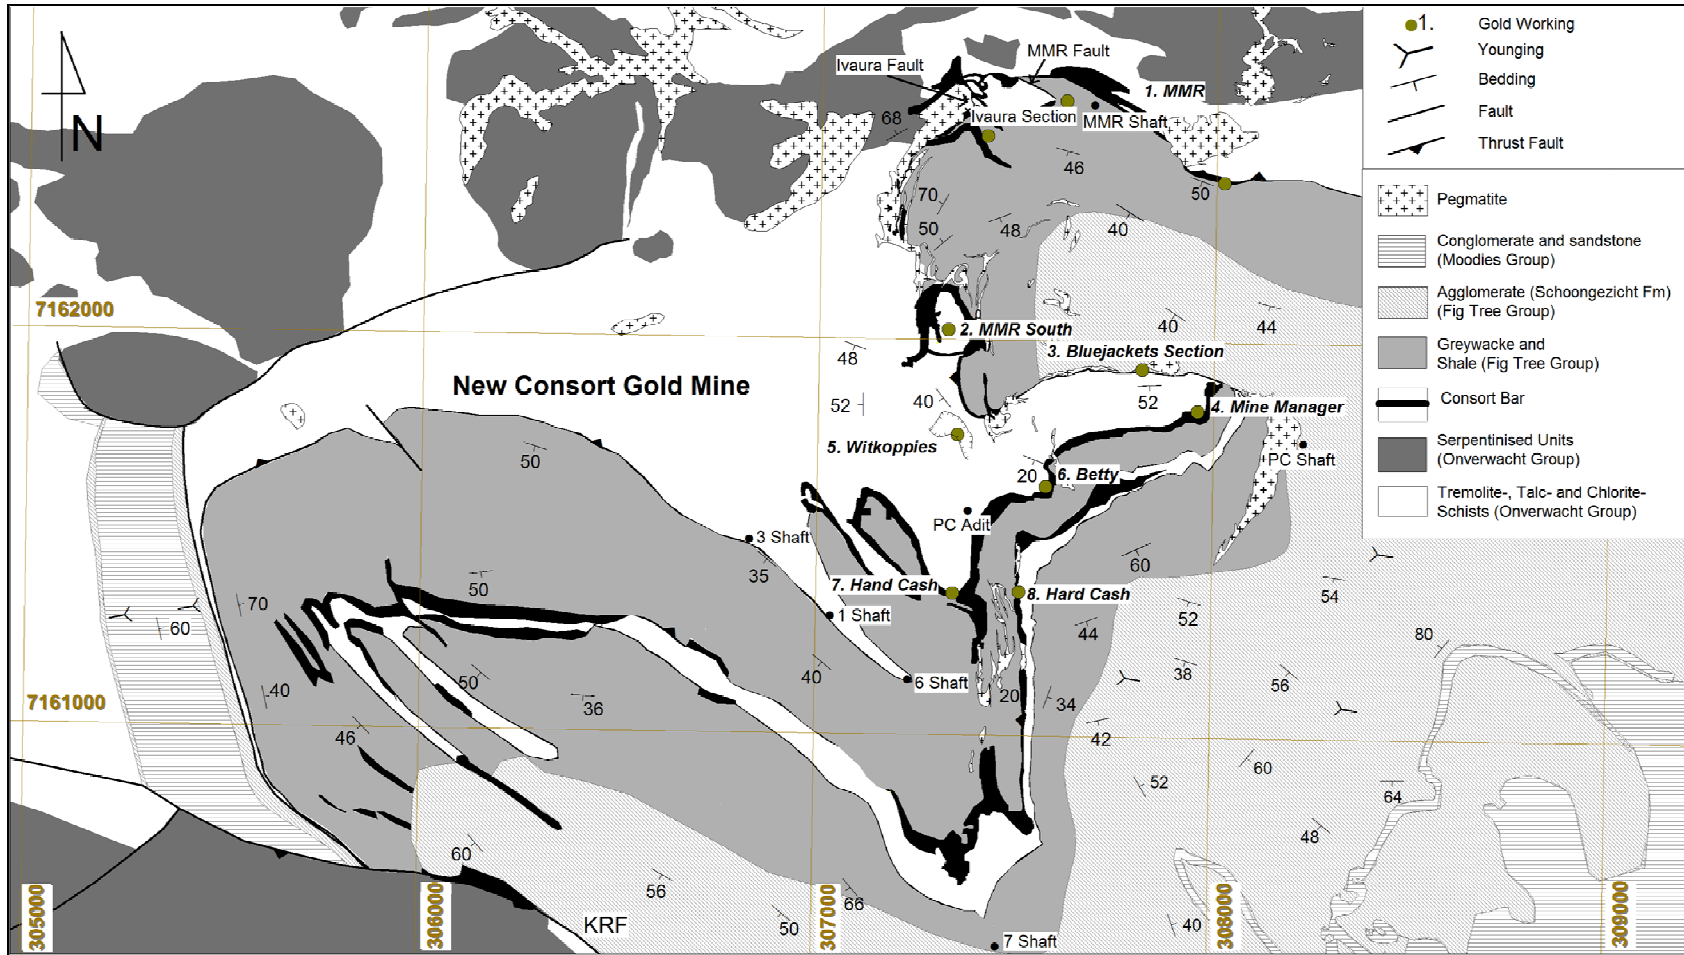 N
Ivaura Fault
MMR Fault
1. MMR
68
Ivaura Section
MMR Shaft
46
50
70
50
48
40
7162000
2. MMR South
40
44
48
3. Bluejackets Section
New Consort Gold Mine
52
40
52
4. Mine Manager
5. Witkoppies
50
20
6. Betty
PC Shaft
PC Adit
3 Shaft
35
60
7. Hand Cash
8. Hard Cash
50
54
70
1 Shaft
52
60
44
80
40
50
40
6 Shaft
38
56
20
34
7161000
36
46
42
60
52
64
48
60
56
66
50
40
KRF
7 Shaft
305000
306000
307000
308000
309000
1.
Gold Working
Younging
Bedding
Fault
Thrust Fault
Pegmatite
Conglomerate and sandstone
(Moodies Group)
Agglomerate (Schoongezicht Fm)
(Fig Tree Group)
Greywacke and
Shale (Fig Tree Group)
Consort Bar
Serpentinised Units
(Onverwacht Group)
Tremolite-, Talc- and Chlorite-
Schists (Onverwacht Group)